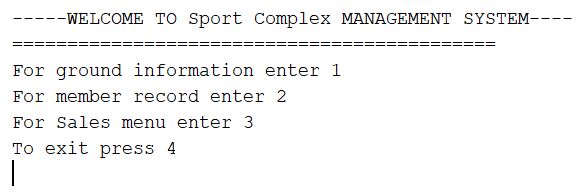 -----WELCOME TO Sport Complex MANAGEMENT SYSTEM----
============================================
For ground information enter 1
For member record enter 2
For Sales menu enter 3
To exit press 4